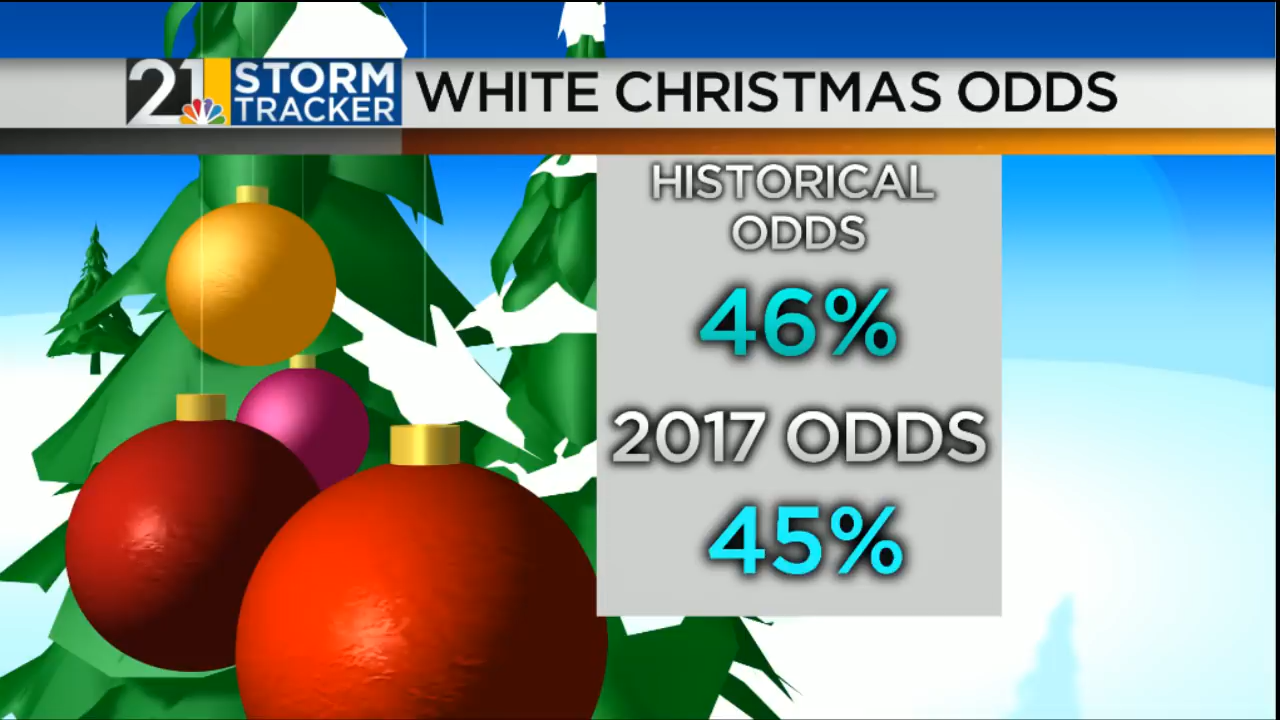 21 STORM TRACKER
WHITE CHRISTMAS ODDS
HISTORICAL
ODDS
46%
2017 ODDS
45%